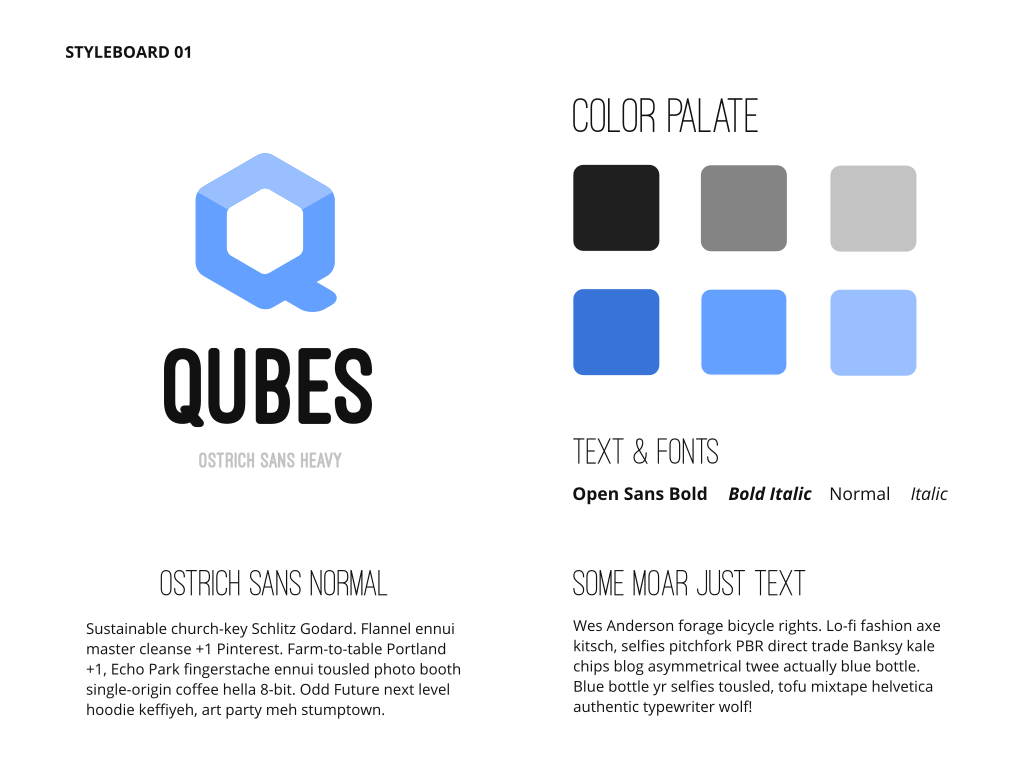 STYLEBOARD 01
QUBES
OSTRICH SANS HEAVY
COLOR PALATE
TEXT & FONTS
Open Sans Bold Bold Italic Normal Italic
OSTRICH SANS NORMAL
Sustainable church-key Schlitz Godard. Flannel ennui
master cleanse +1 Pinterest. Farm-to-table Portland
+1, Echo Park fingerstache ennui tousled photo booth
single-origin coffee hella 8-bit. Odd Future next level
hoodie keffiyeh, art party meh stumptown.
SOME MOAR JUST TEXT
Wes Anderson forage bicycle rights. Lo-fi fashion axe
kitsch, selfies pitchfork PBR direct trade Banksy kale
chips blog asymmetrical twee actually blue bottle.
Blue bottle yr selfies tousled, tofu mixtape helvetica
authentic typewriter wolf!